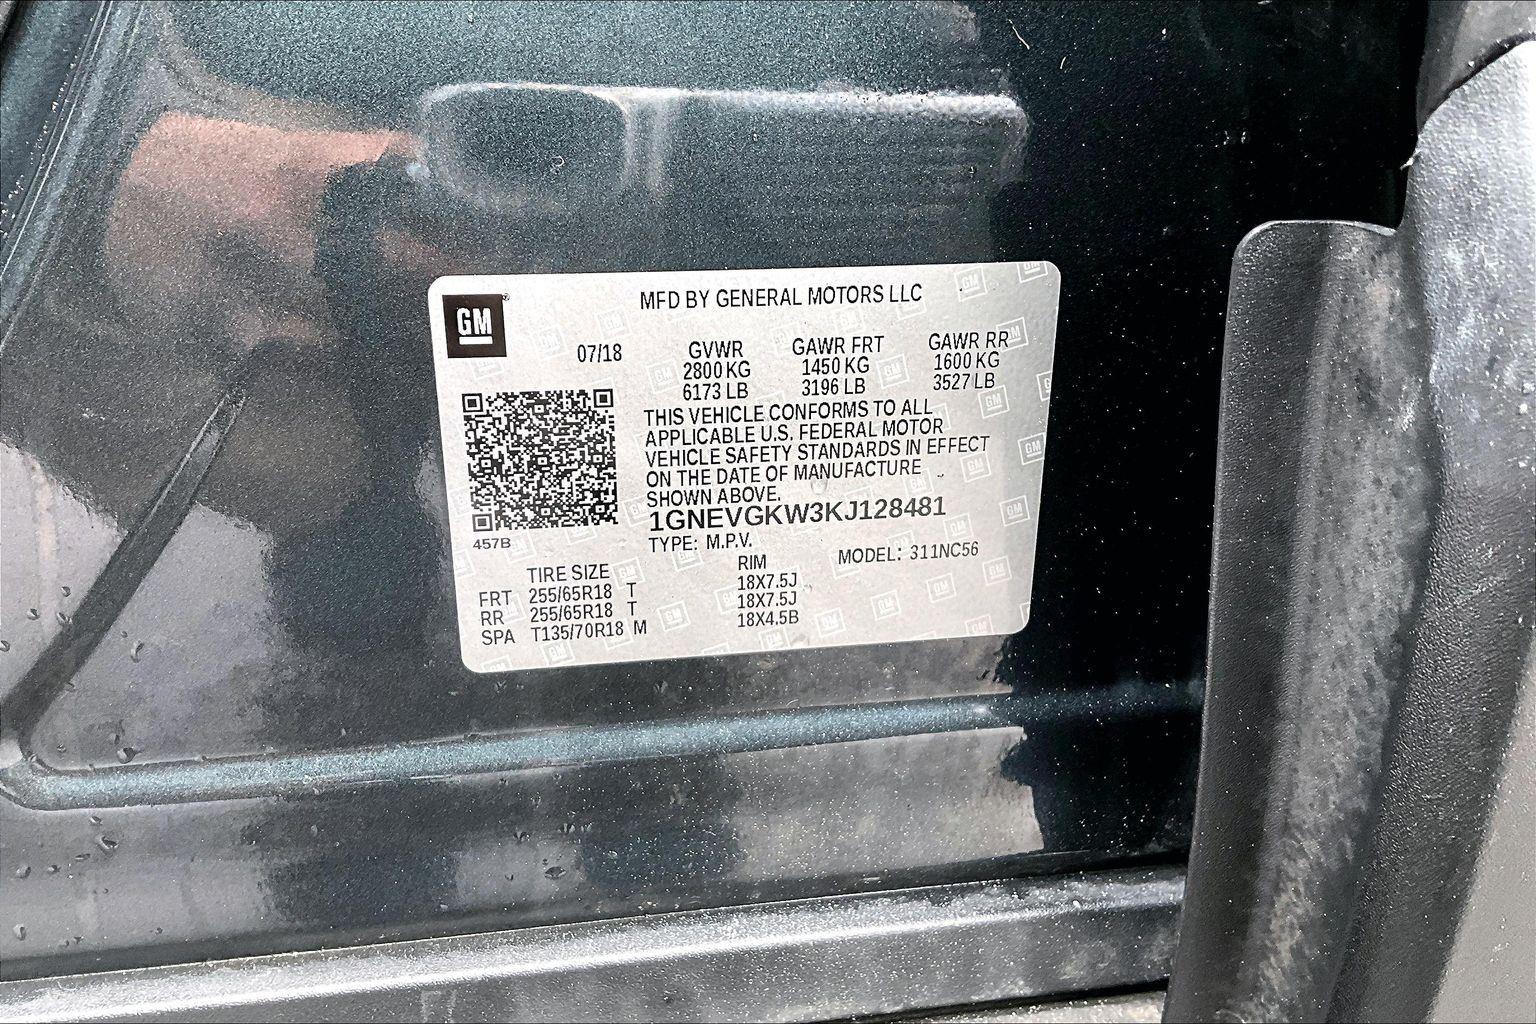 GM
MFD BY GENERAL MOTORS LLC
07/18
GVWR GAWR FRT GAWR RR
2800 KG 1450 KG 1600 KG
6173 LB 3196 LB 3527 LB
THIS VEHICLE CONFORMS TO ALL
APPLICABLE U.S. FEDERAL MOTOR
VEHICLE SAFETY STANDARDS IN EFFECT
ON THE DATE OF MANUFACTURE
SHOWN ABOVE.
1GNEVGKW3KJ128481
457B
TYPE: M.P.V. MODEL: 311NC56
TIRE SIZE RIM
FRT 255/65R18 T 18X7.5J
RR 255/65R18 T 18X7.5J
SPA T135/70R18 M 18X4.5B